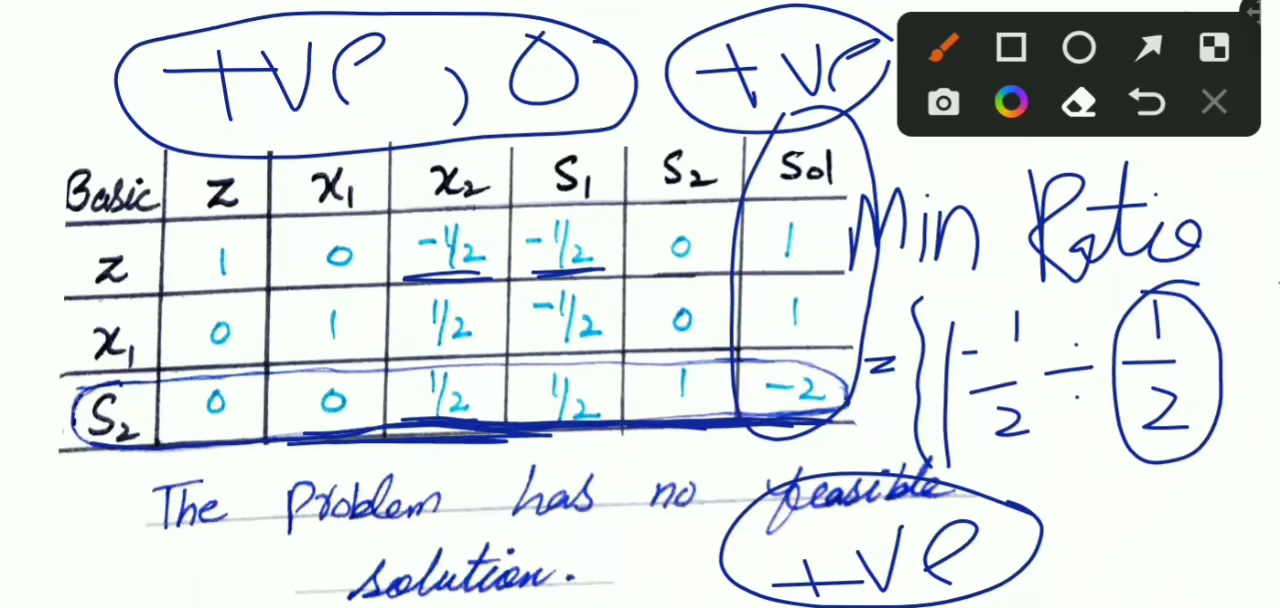 +ve, 0 +ve
Basic Z x₁ x₂ S₁ S₂ Sol
Z 1 0 -1/2 -1/2 0 1
x₁ 0 1 1/2 -1/2 0 1
S₂ 0 0 1/2 1/2 1 -2
Min Ratio
= { | -1/2 ÷ 1/2
The problem has no feasible
solution.
+ve